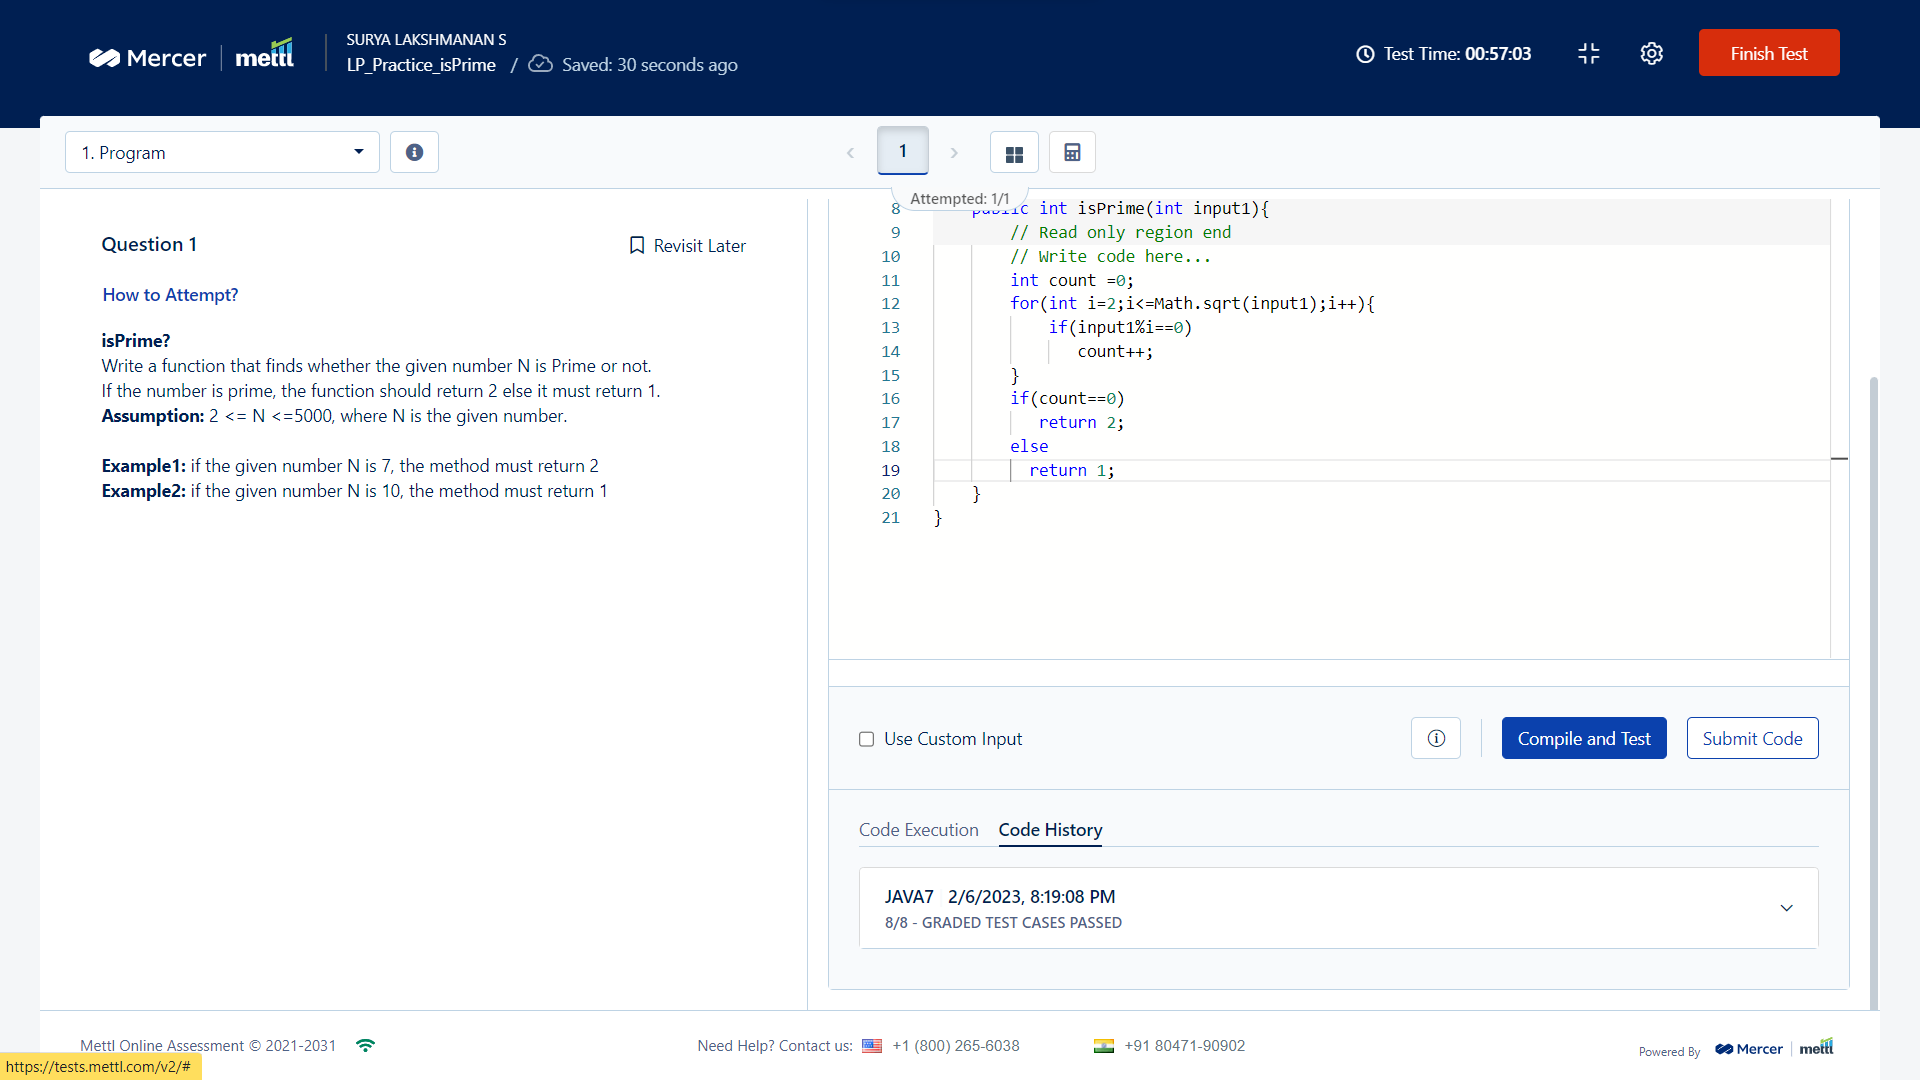 Mercer mettl
SURYA LAKSHMANAN S
LP_Practice_isPrime / Saved: 30 seconds ago
Test Time: 00:57:03
Finish Test
1. Program
1
Attempted: 1/1
Question 1
Revisit Later
How to Attempt?
isPrime?
Write a function that finds whether the given number N is Prime or not.
If the number is prime, the function should return 2 else it must return 1.
Assumption: 2 <= N <=5000, where N is the given number.
Example1: if the given number N is 7, the method must return 2
Example2: if the given number N is 10, the method must return 1
8 public int isPrime(int input1){
9 // Read only region end
10 // Write code here...
11 int count =0;
12 for(int i=2;i<=Math.sqrt(input1);i++){
13 if(input1%i==0)
14 count++;
15 }
16 if(count==0)
17 return 2;
18 else
19 return 1;
20 }
21 }
Use Custom Input
Compile and Test
Submit Code
Code Execution
Code History
JAVA7 2/6/2023, 8:19:08 PM
8/8 - GRADED TEST CASES PASSED
Mettl Online Assessment © 2021-2031
Need Help? Contact us: +1 (800) 265-6038
+91 80471-90902
Powered By Mercer mettl
https://tests.mettl.com/v2/#